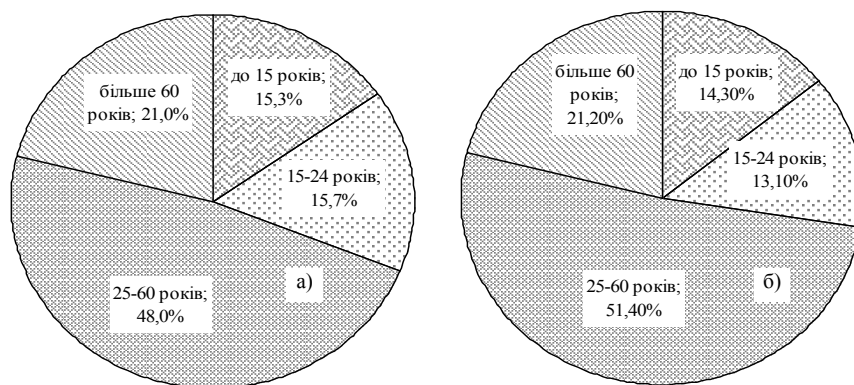 більше 60
років; 21,0%
до 15 років;
15,3%
15-24 років;
15,7%
25-60 років;
48,0%
а)
більше 60
років;
21,20%
до 15 років;
14,30%
15-24 років;
13,10%
25-60 років;
51,40%
б)